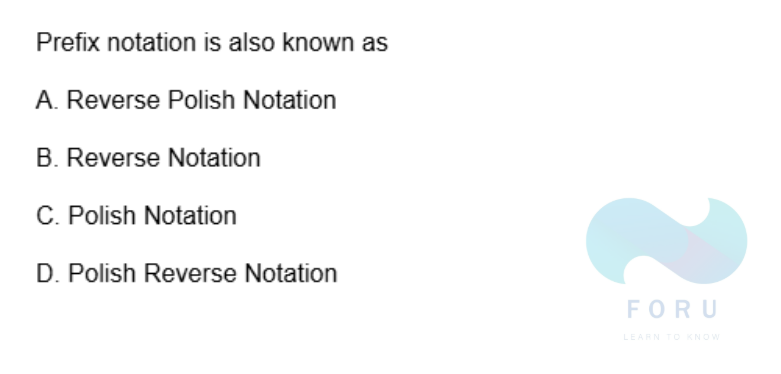 Prefix notation is also known as
A. Reverse Polish Notation
B. Reverse Notation
C. Polish Notation
D. Polish Reverse Notation
FORU
LEARN TO KNOW